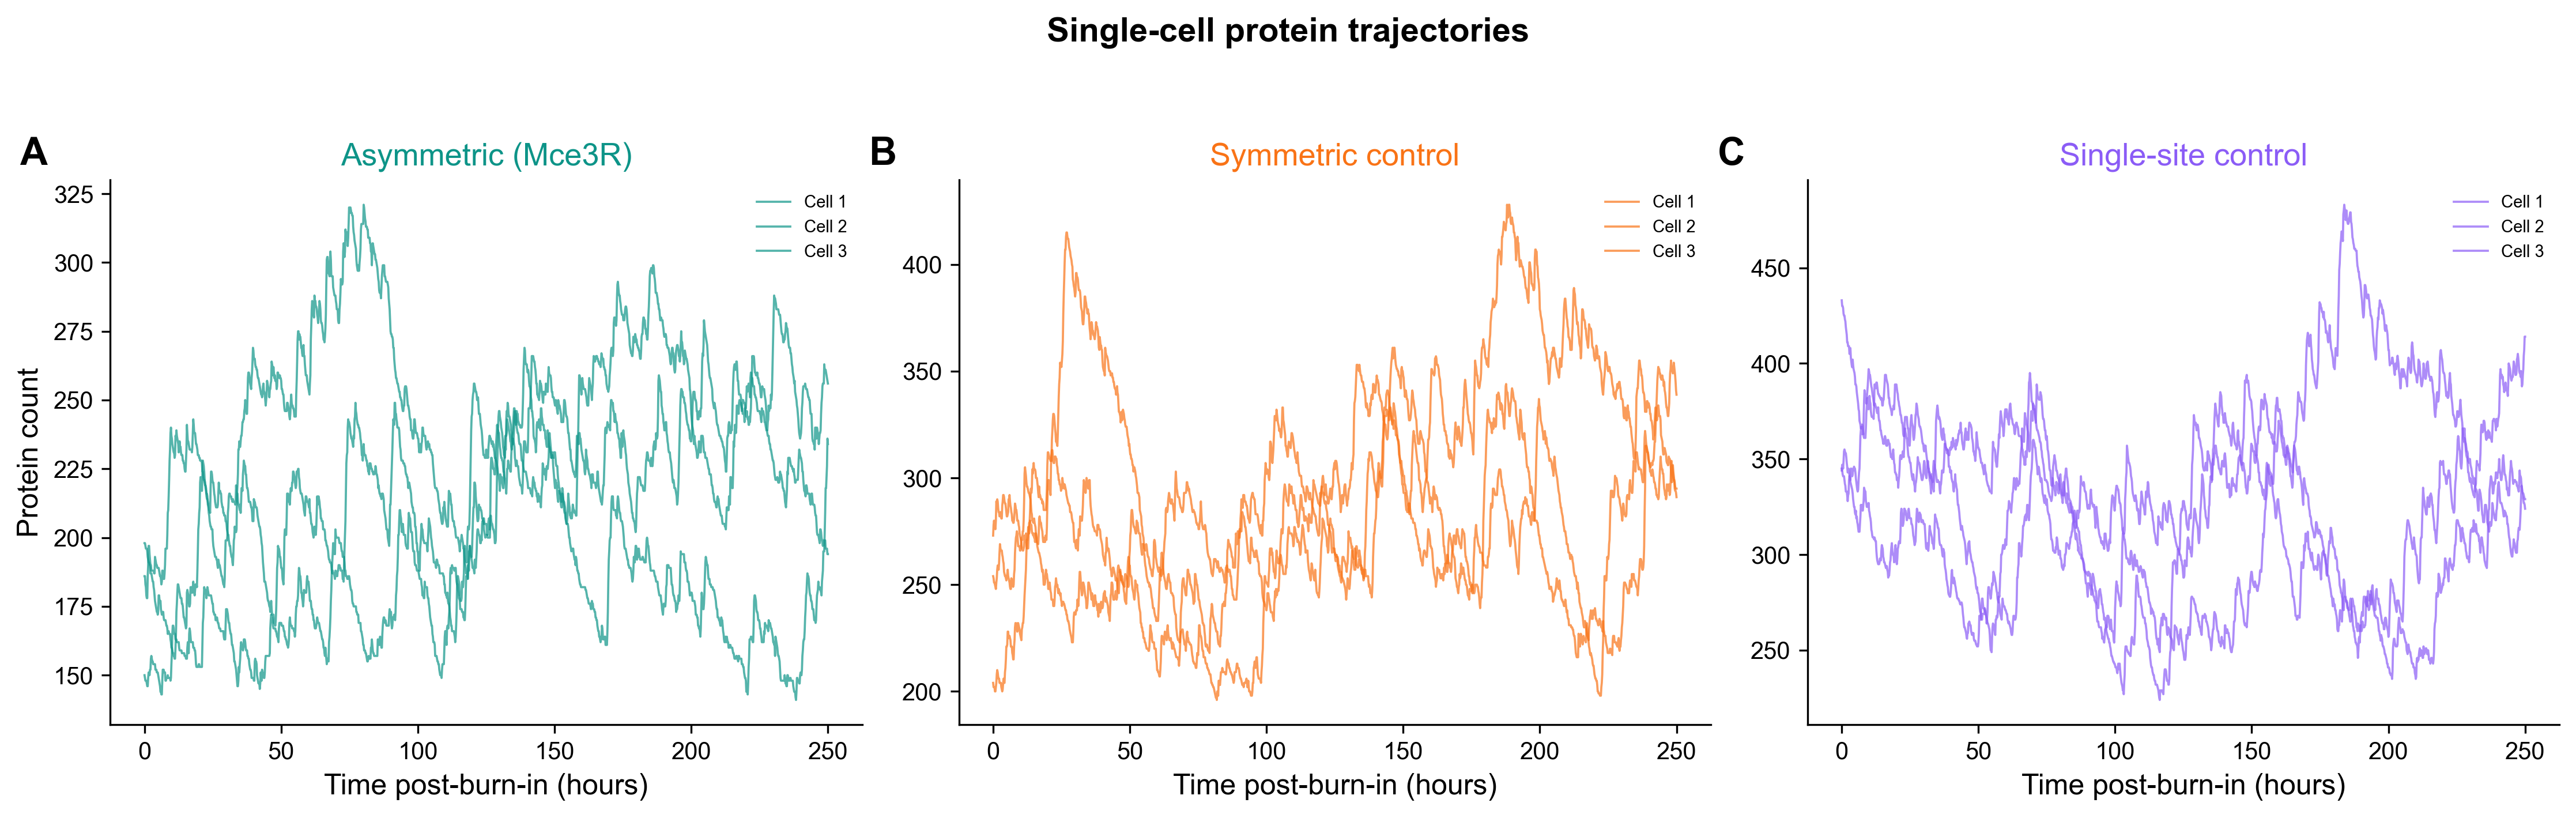 Single-cell protein trajectories
A
Asymmetric (Mce3R)
Protein count
325
300
275
250
225
200
175
150
0 50 100 150 200 250
Time post-burn-in (hours)
Cell 1
Cell 2
Cell 3
B
Symmetric control
400
350
300
250
200
0 50 100 150 200 250
Time post-burn-in (hours)
Cell 1
Cell 2
Cell 3
C
Single-site control
450
400
350
300
250
0 50 100 150 200 250
Time post-burn-in (hours)
Cell 1
Cell 2
Cell 3